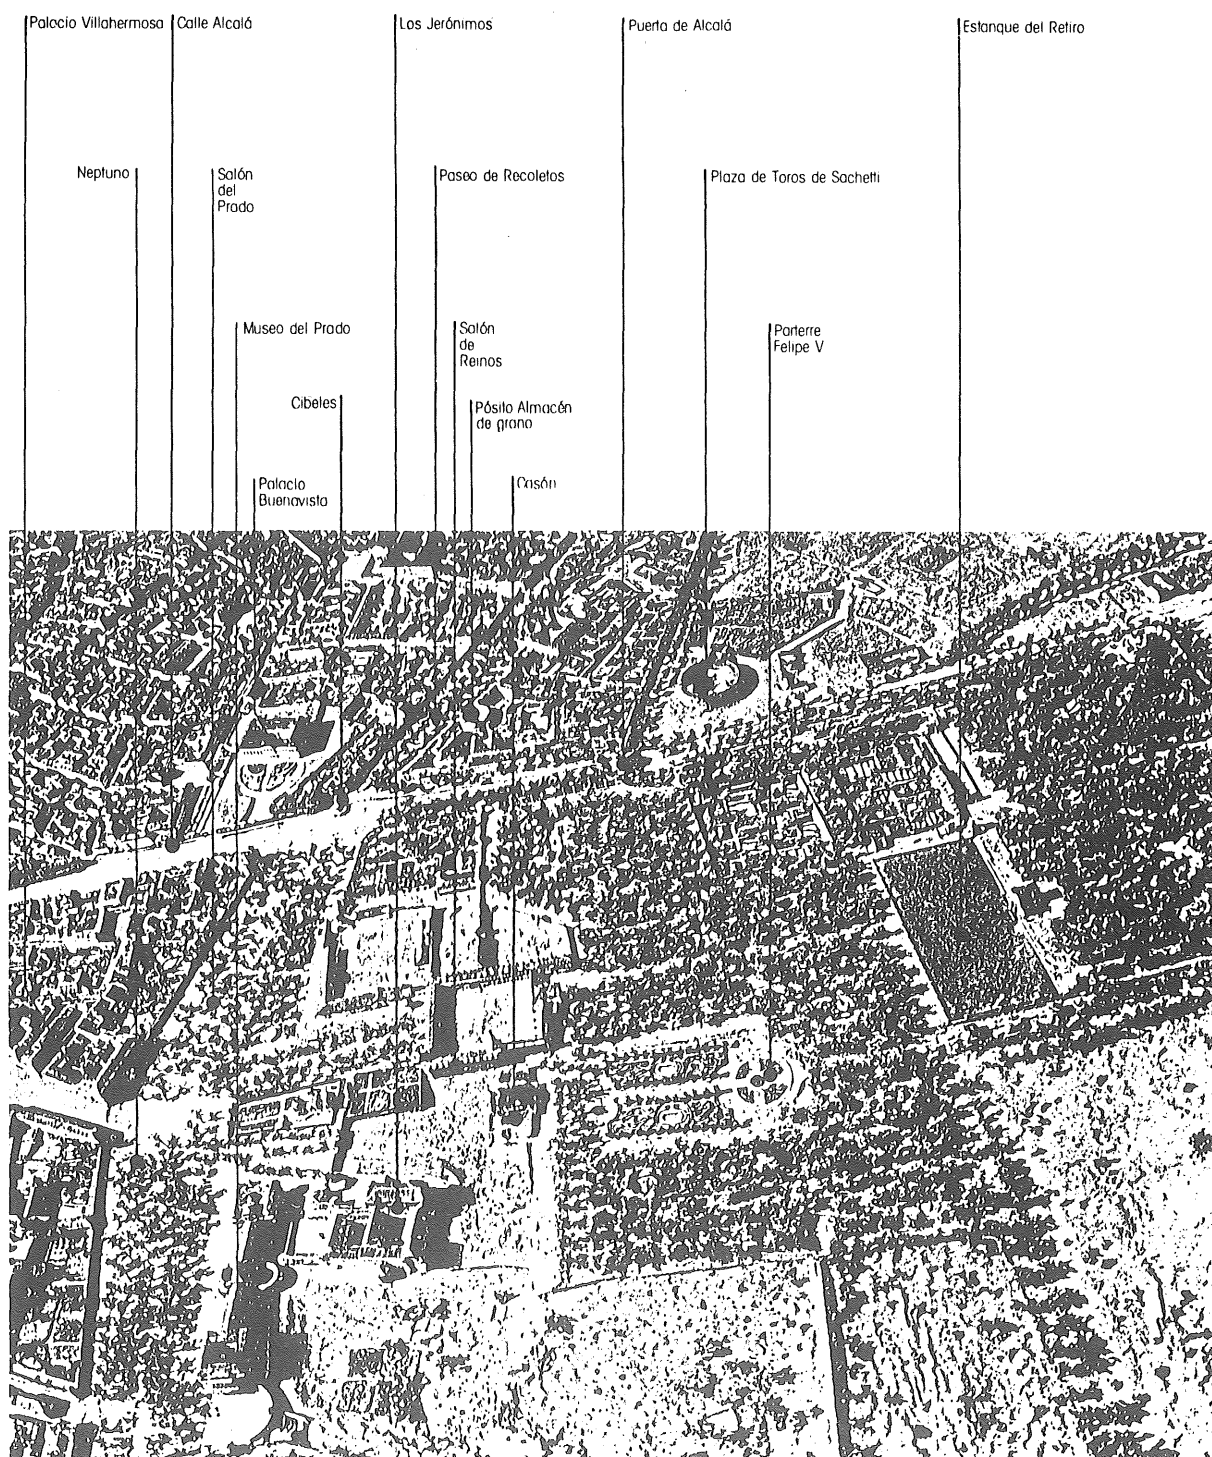 Palacio Villahermosa
Calle Alcalá
Los Jerónimos
Puerta de Alcalá
Estanque del Retiro
Neptuno
Salón
del
Prado
Paseo de Recoletos
Plaza de Toros de Sachetti
Museo del Prado
Salón
de
Reinos
Parterre
Felipe V
Cibeles
Pósito Almacén
de grano
Palacio
Buenavista
Casón